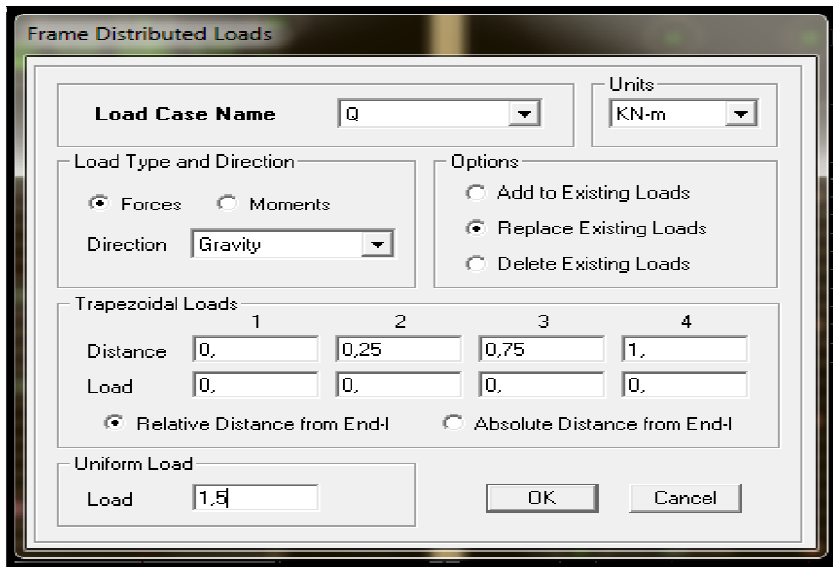 Frame Distributed Loads
Load Case Name Q
Units
KN-m
Load Type and Direction
Forces Moments
Direction Gravity
Options
Add to Existing Loads
Replace Existing Loads
Delete Existing Loads
Trapezoidal Loads
1 2 3 4
Distance 0, 0,25 0,75 1,
Load 0, 0, 0, 0,
Relative Distance from End-I Absolute Distance from End-I
Uniform Load
Load 1,5
OK Cancel